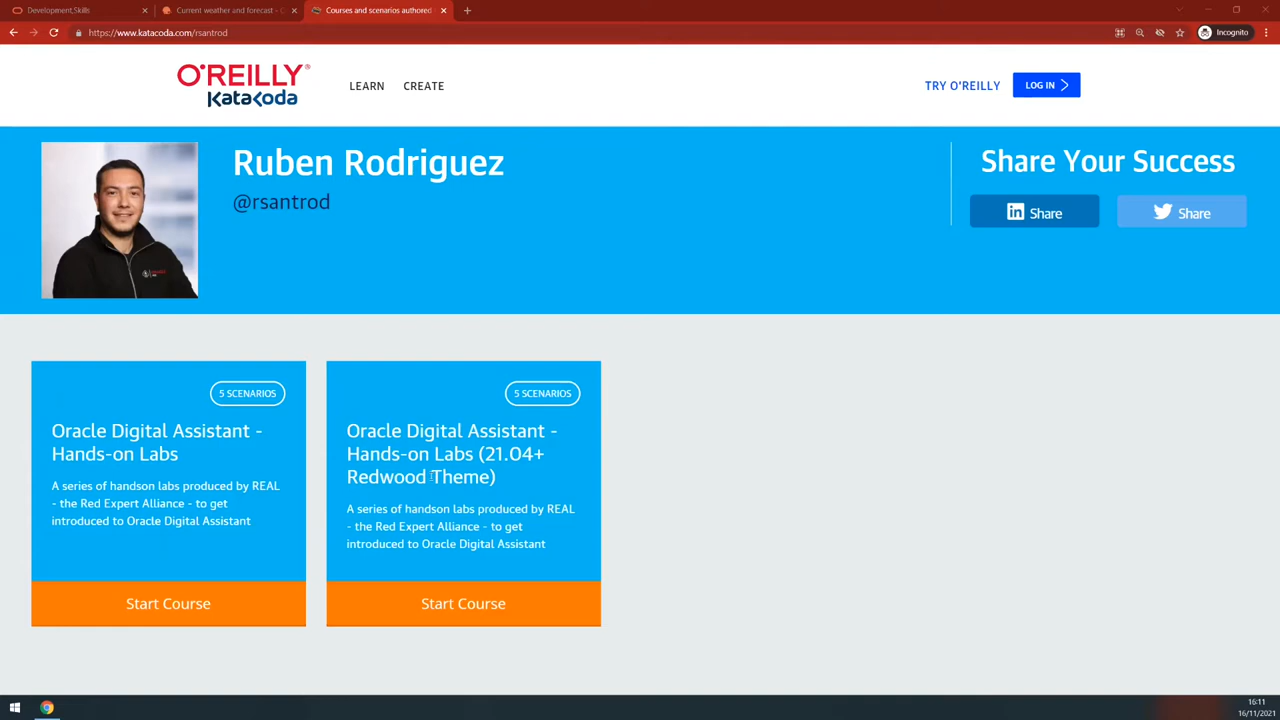 Development,Skills
Current weather and forecast - O
Courses and scenarios authored
https://www.katacoda.com/rsantrod
Incognito
O'REILLY®
KataKoda
LEARN
CREATE
TRY O'REILLY
LOG IN
Ruben Rodriguez
@rsantrod
Share Your Success
in Share
Share
5 SCENARIOS
Oracle Digital Assistant -
Hands-on Labs
A series of handson labs produced by REAL
- the Red Expert Alliance - to get
introduced to Oracle Digital Assistant
Start Course
5 SCENARIOS
Oracle Digital Assistant -
Hands-on Labs (21.04+
Redwood Theme)
A series of handson labs produced by REAL
- the Red Expert Alliance - to get
introduced to Oracle Digital Assistant
Start Course
16:11
16/11/2021